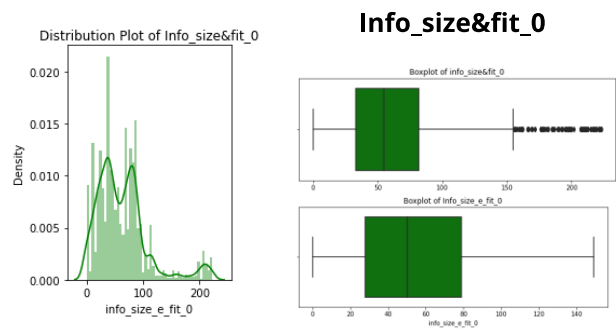 Info_size&fit_0
Distribution Plot of Info_size&fit_0
0.020
0.015
0.010
0.005
0.000
Density
0 100 200
info_size_e_fit_0
Boxplot of info_size&fit_0
0 50 100 150 200
Boxplot of Info_size_e_fit_0
0 20 40 60 80 100 120 140
info_size_e_fit_0